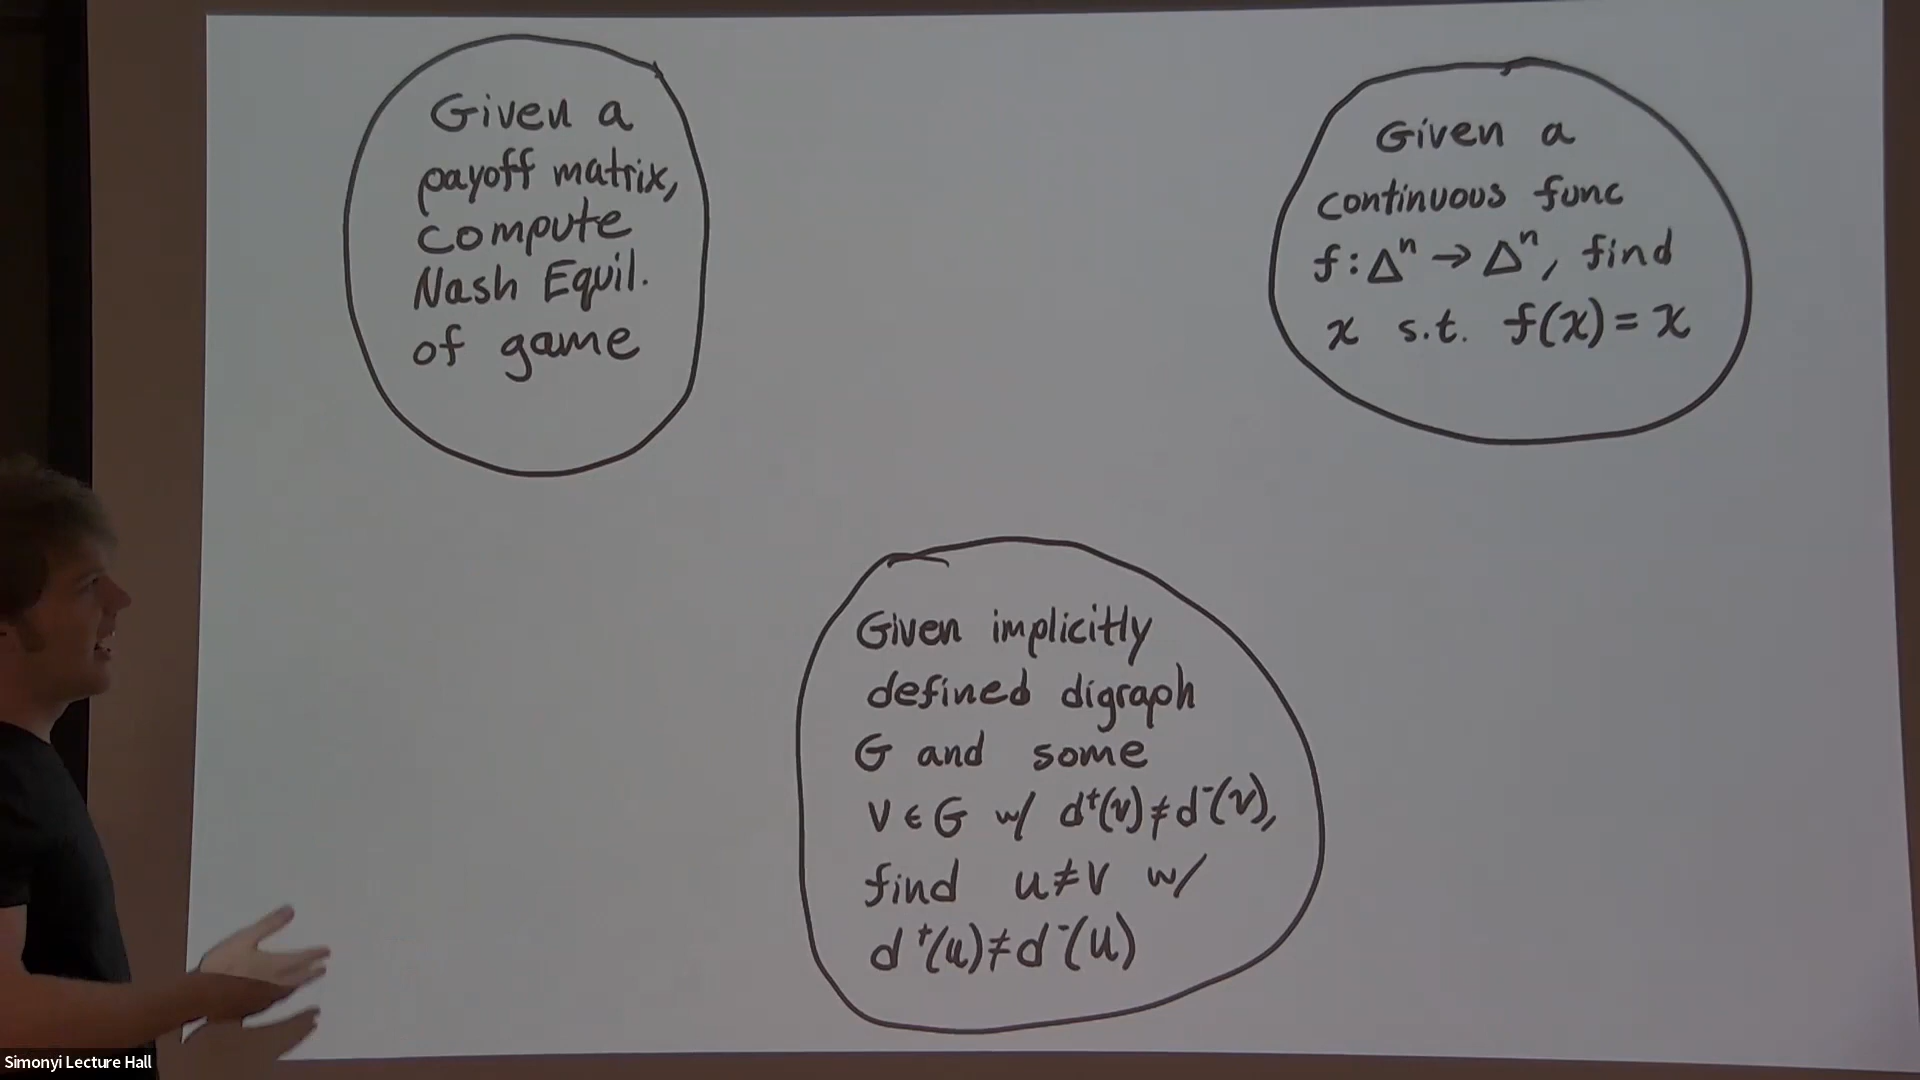 Given a
payoff matrix,
compute
Nash Equil.
of game
Given a
continuous func
f: Δⁿ → Δⁿ, find
x s.t. f(x) = x
Given implicitly
defined digraph
G and some
v ∈ G w/ d⁺(v) ≠ d⁻(v),
find u ≠ v w/
d⁺(u) ≠ d⁻(u)
Simonyi Lecture Hall